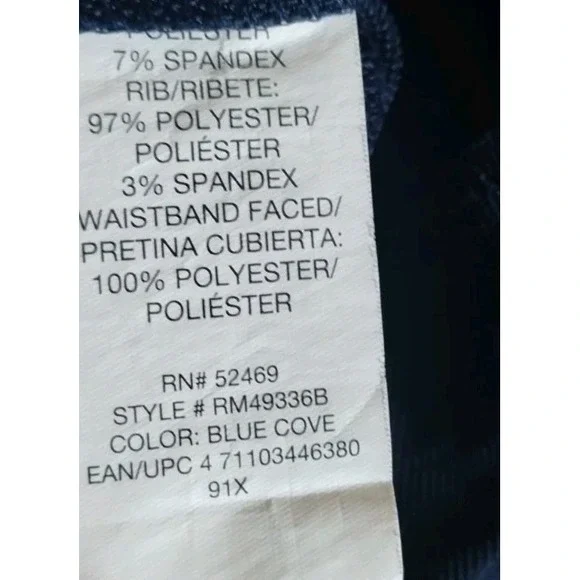 7% SPANDEX
RIB/RIBETE:
97% POLYESTER/
POLIÉSTER
3% SPANDEX
WAISTBAND FACED/
PRETINA CUBIERTA:
100% POLYESTER/
POLIÉSTER
RN# 52469
STYLE # RM49336B
COLOR: BLUE COVE
EAN/UPC 4 71103446380
91X